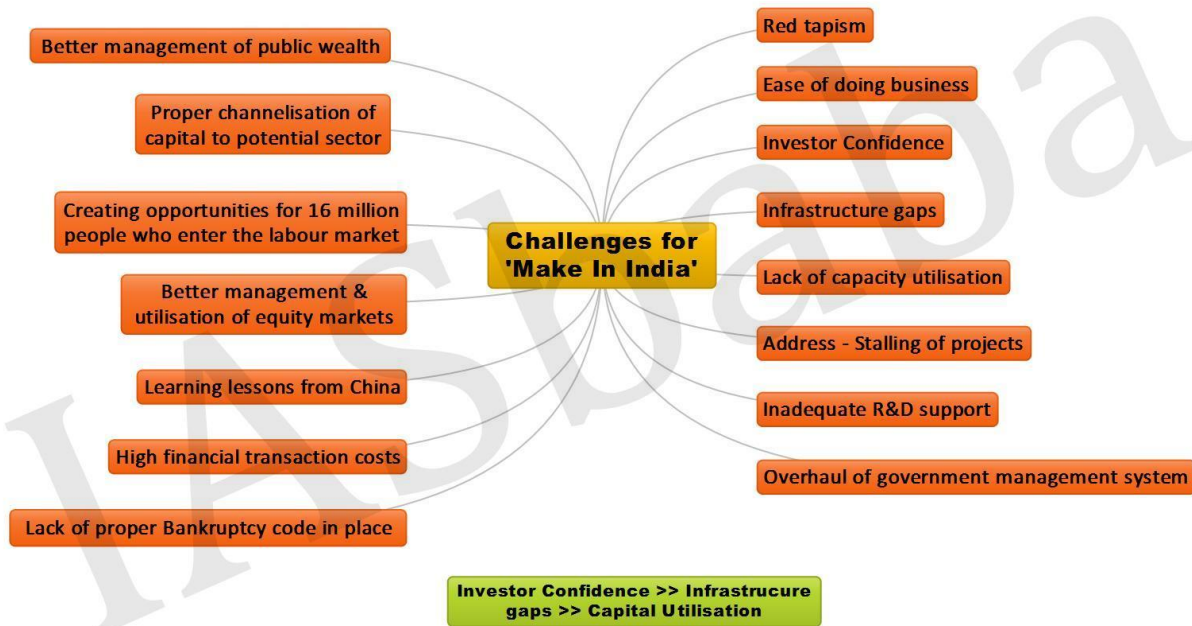 Challenges for
'Make In India'
Better management of public wealth
Proper channelisation of
capital to potential sector
Creating opportunities for 16 million
people who enter the labour market
Better management &
utilisation of equity markets
Learning lessons from China
High financial transaction costs
Lack of proper Bankruptcy code in place
Red tapism
Ease of doing business
Investor Confidence
Infrastructure gaps
Lack of capacity utilisation
Address - Stalling of projects
Inadequate R&D support
Overhaul of government management system
Investor Confidence >> Infrastrucure
gaps >> Capital Utilisation
IASbaba